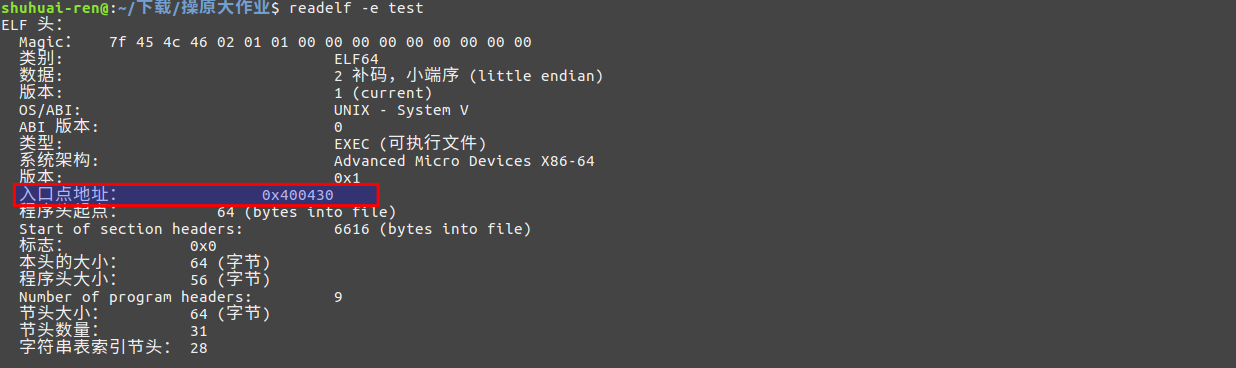 shuhuai-ren@:~/下载/操原大作业$ readelf -e test
ELF 头：
Magic： 7f 45 4c 46 02 01 01 00 00 00 00 00 00 00 00 00
类别: ELF64
数据: 2 补码，小端序 (little endian)
版本: 1 (current)
OS/ABI: UNIX - System V
ABI 版本: 0
类型: EXEC (可执行文件)
系统架构: Advanced Micro Devices X86-64
版本: 0x1
入口点地址： 0x400430
程序头起点： 64 (bytes into file)
Start of section headers: 6616 (bytes into file)
标志： 0x0
本头的大小： 64 (字节)
程序头大小： 56 (字节)
Number of program headers: 9
节头大小： 64 (字节)
节头数量： 31
字符串表索引节头： 28